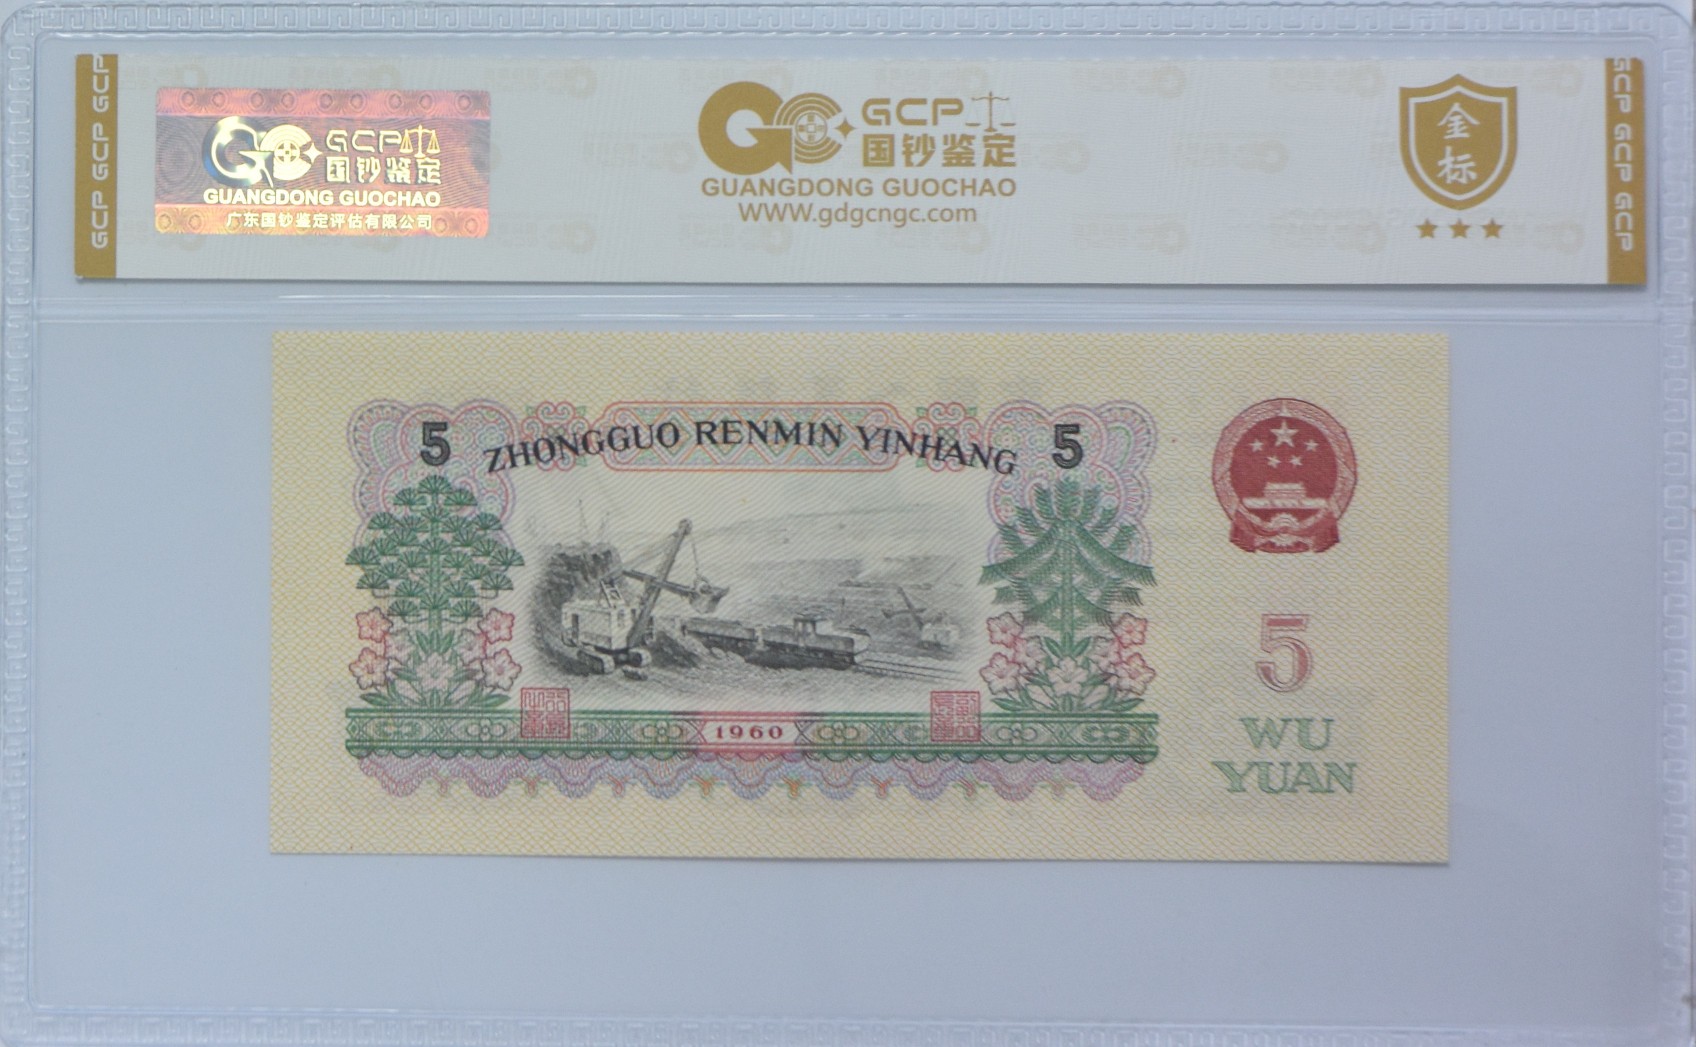 GCP GCP GCP
GCP
国钞鉴定
GUANGDONG GUOCHAO
广东国钞鉴定评估有限公司
GCP
国钞鉴定
GUANGDONG GUOCHAO
WWW.gdgcngc.com
金标
GCP GCP GCP
5
ZHONGGUO RENMIN YINHANG
5
1960
5
WU
YUAN